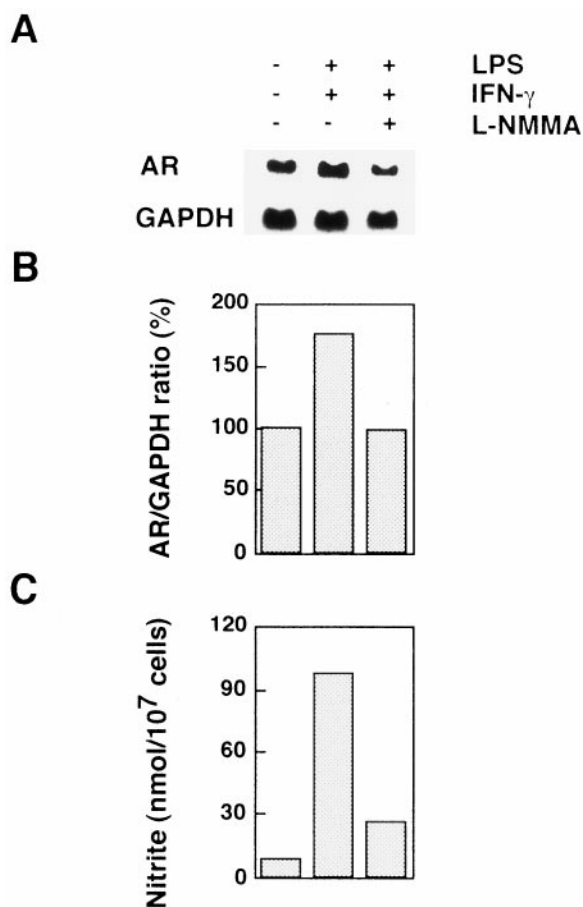 A
- + + LPS
- + + IFN-γ
- - + L-NMMA
AR
GAPDH
B
AR/GAPDH ratio (%)
200
150
100
50
0
C
Nitrite (nmol/10⁷ cells)
120
90
60
30
0